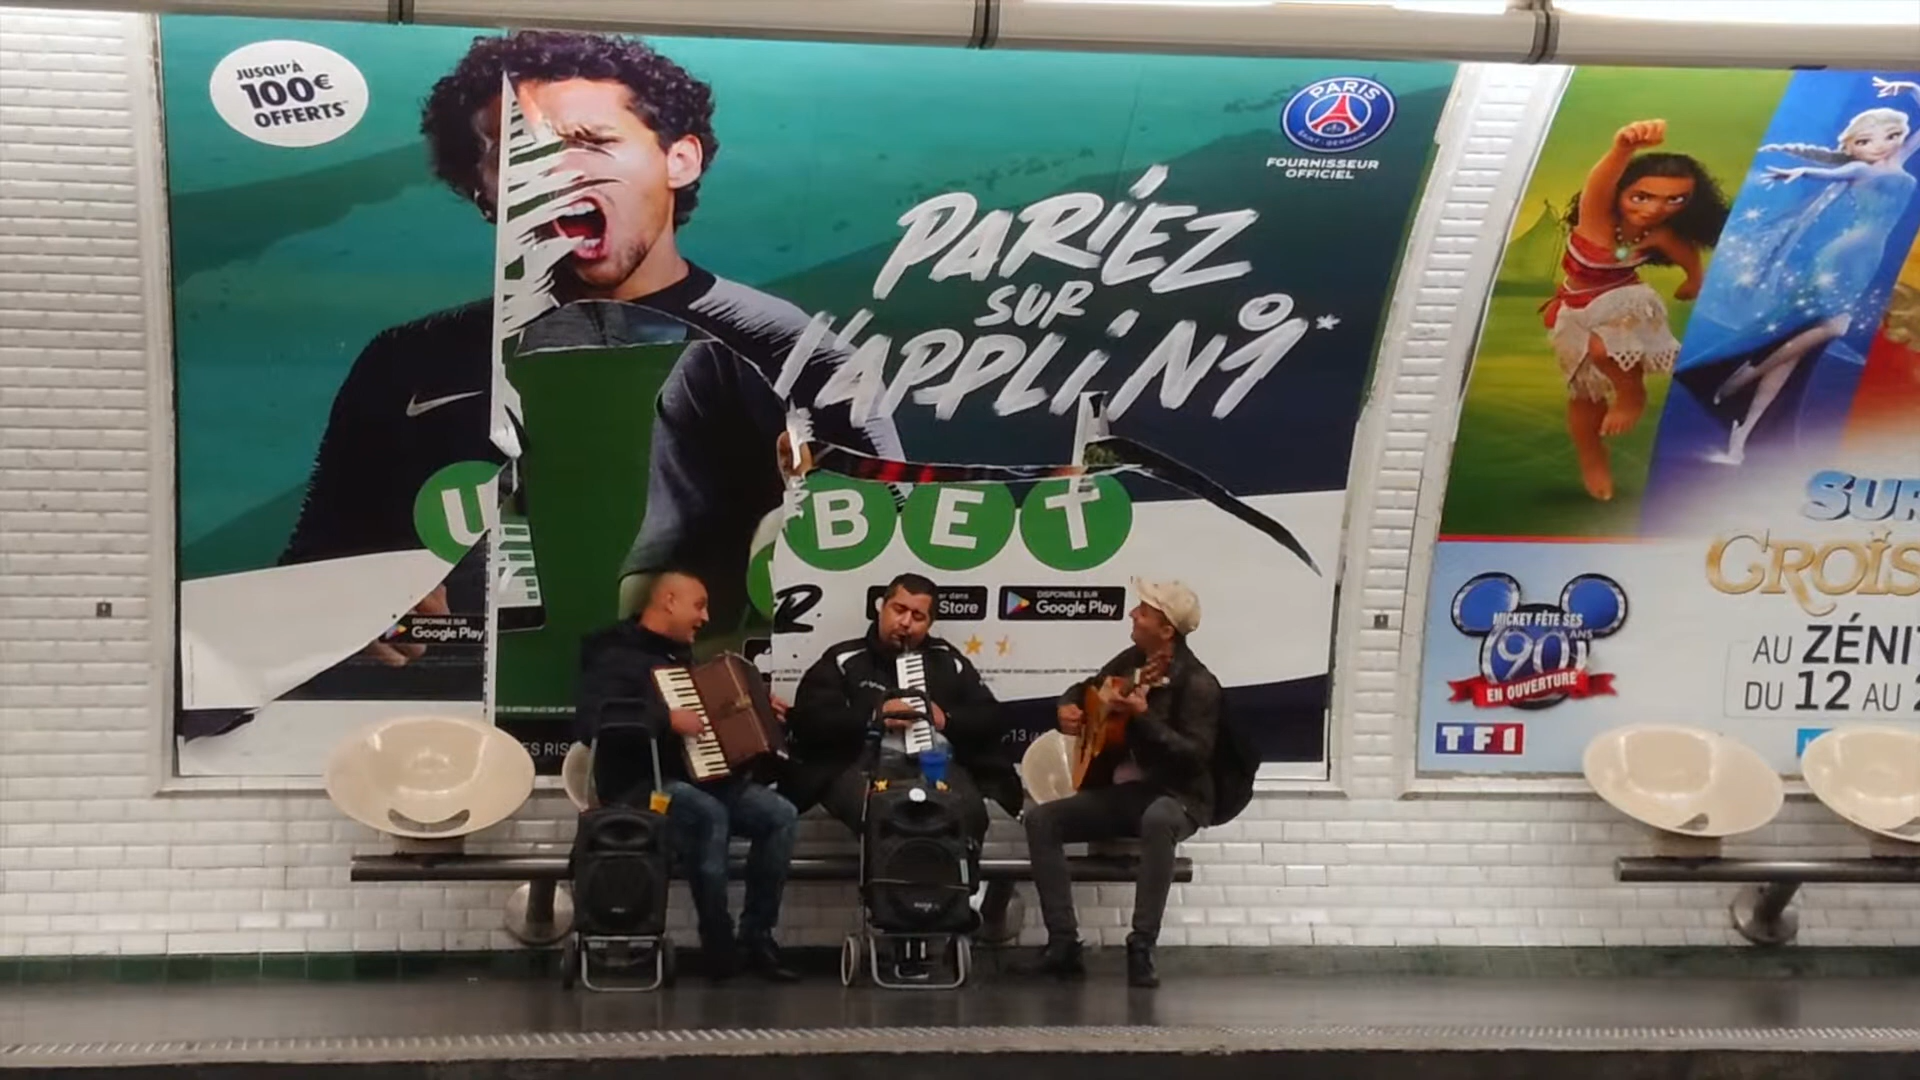 JUSQU'À
100€
OFFERTS
PARIS
SAINT-GERMAIN
FOURNISSEUR
OFFICIEL
PARIEZ
SUR
L'APPLI N°1*
U
BET
DISPONIBLE SUR
Google Play
Store
DISPONIBLE SUR
Google Play
MICKEY FÊTE SES
90 ANS
EN OUVERTURE
TF1
SUR
CROIS
AU ZÉNIT
DU 12 AU 2